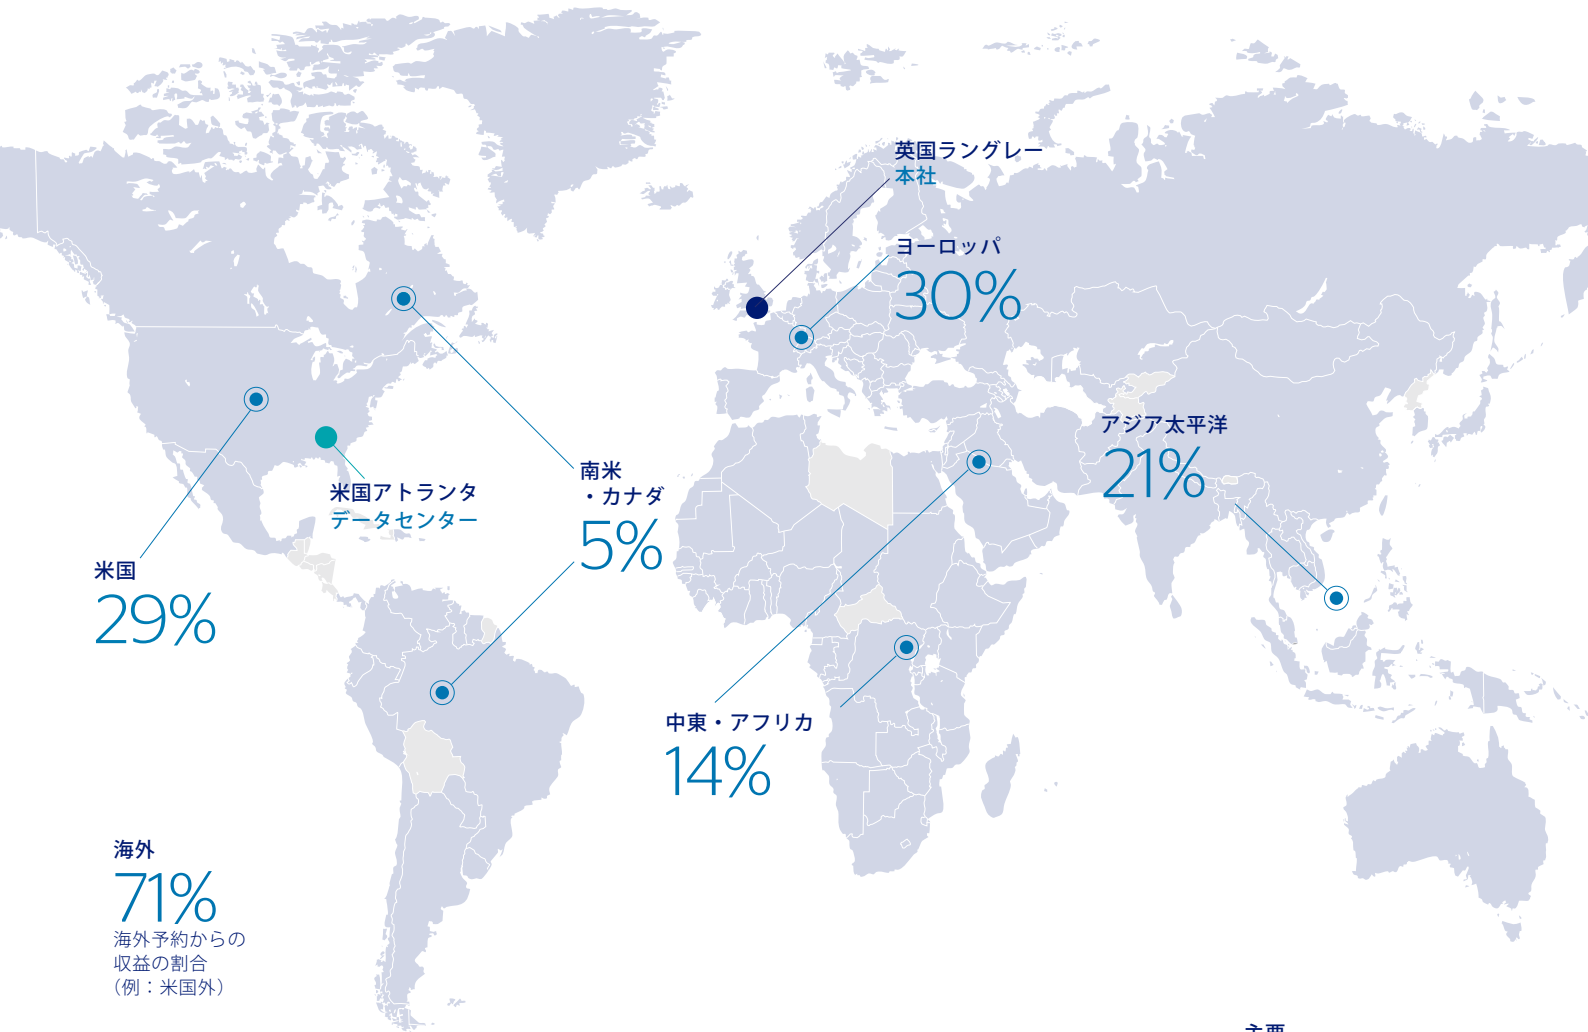 英国ラングレー
本社
ヨーロッパ
30%
アジア太平洋
21%
南米
・カナダ
5%
米国アトランタ
データセンター
米国
29%
中東・アフリカ
14%
海外
71%
海外予約からの
収益の割合
（例：米国外）
主要